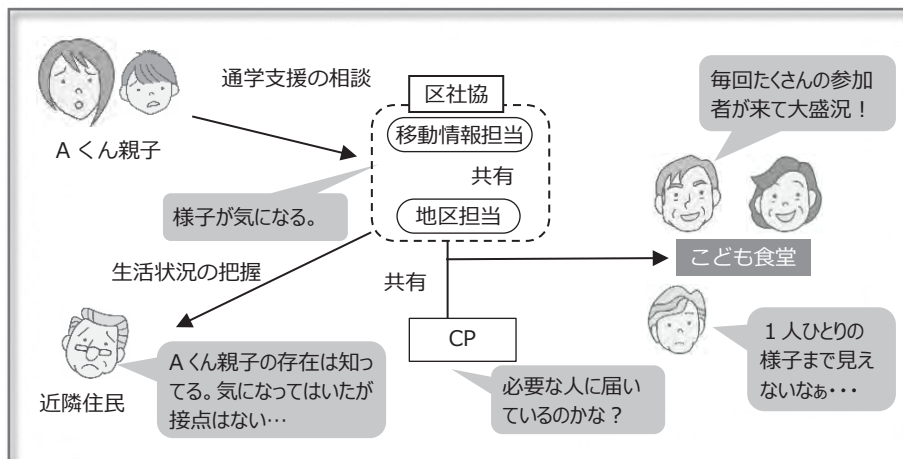 通学支援の相談
A くん親子
区社協
移動情報担当
共有
地区担当
様子が気になる。
毎回たくさんの参加
者が来て大盛況！
こども食堂
生活状況の把握
共有
CP
近隣住民
A くん親子の存在は知っ
てる。気になってはいたが
接点はない…
必要な人に届い
ているのかな？
１人ひとりの
様子まで見え
ないなぁ・・・